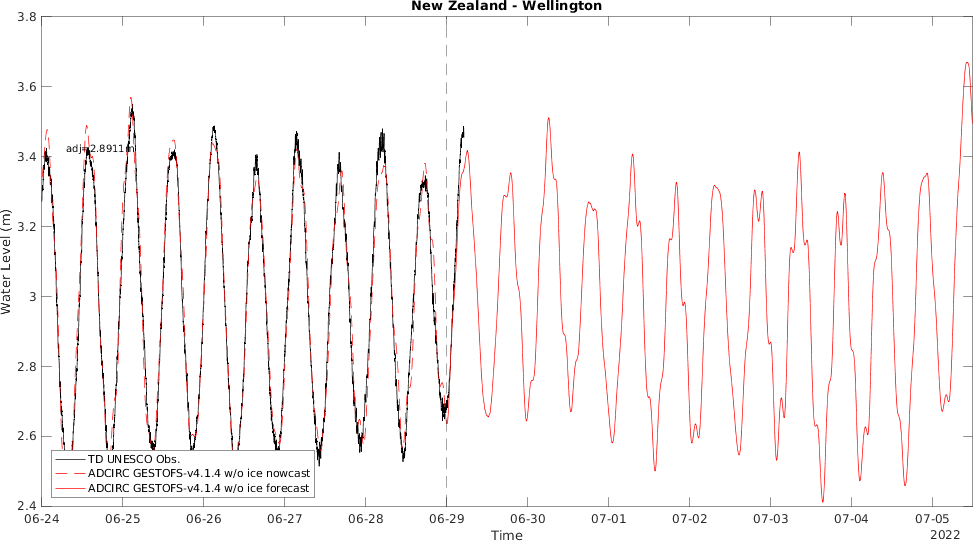 New Zealand - Wellington
3.8
3.6
3.4
3.2
3
2.8
2.6
2.4
Water Level (m)
adj=2.8911m
TD UNESCO Obs.
ADCIRC GESTOFS-v4.1.4 w/o ice nowcast
ADCIRC GESTOFS-v4.1.4 w/o ice forecast
06-24 06-25 06-26 06-27 06-28 06-29 06-30 07-01 07-02 07-03 07-04 07-05
2022
Time